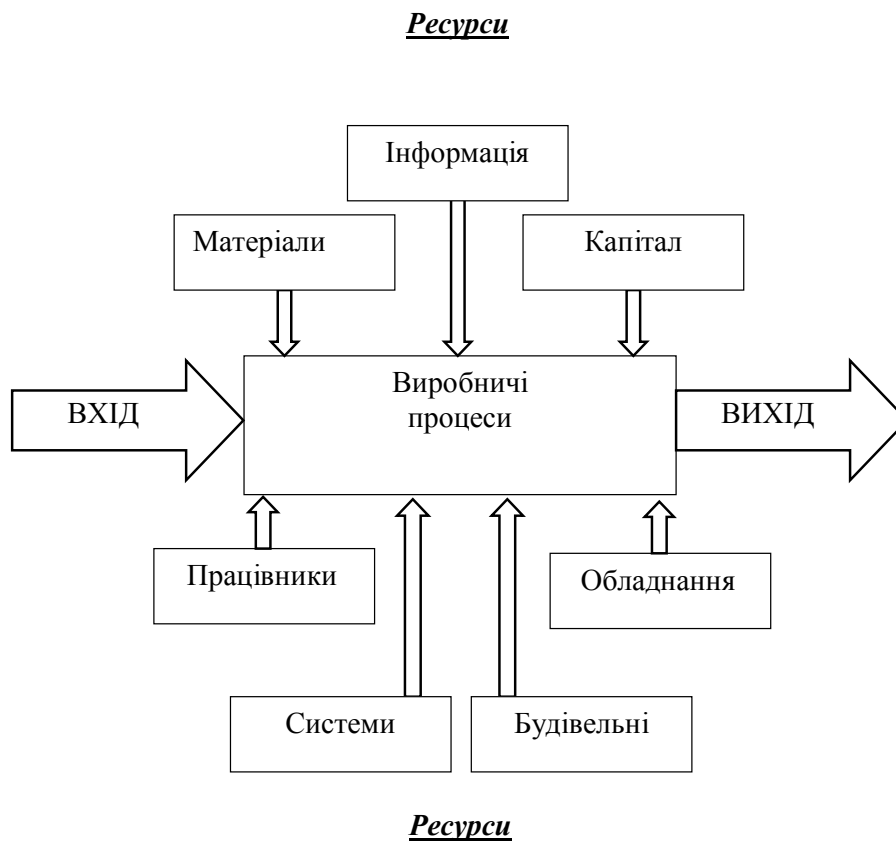 Ресурси
Інформація
Матеріали
Капітал
Виробничі
процеси
ВХІД
ВИХІД
Працівники
Обладнання
Системи
Будівельні
Ресурси